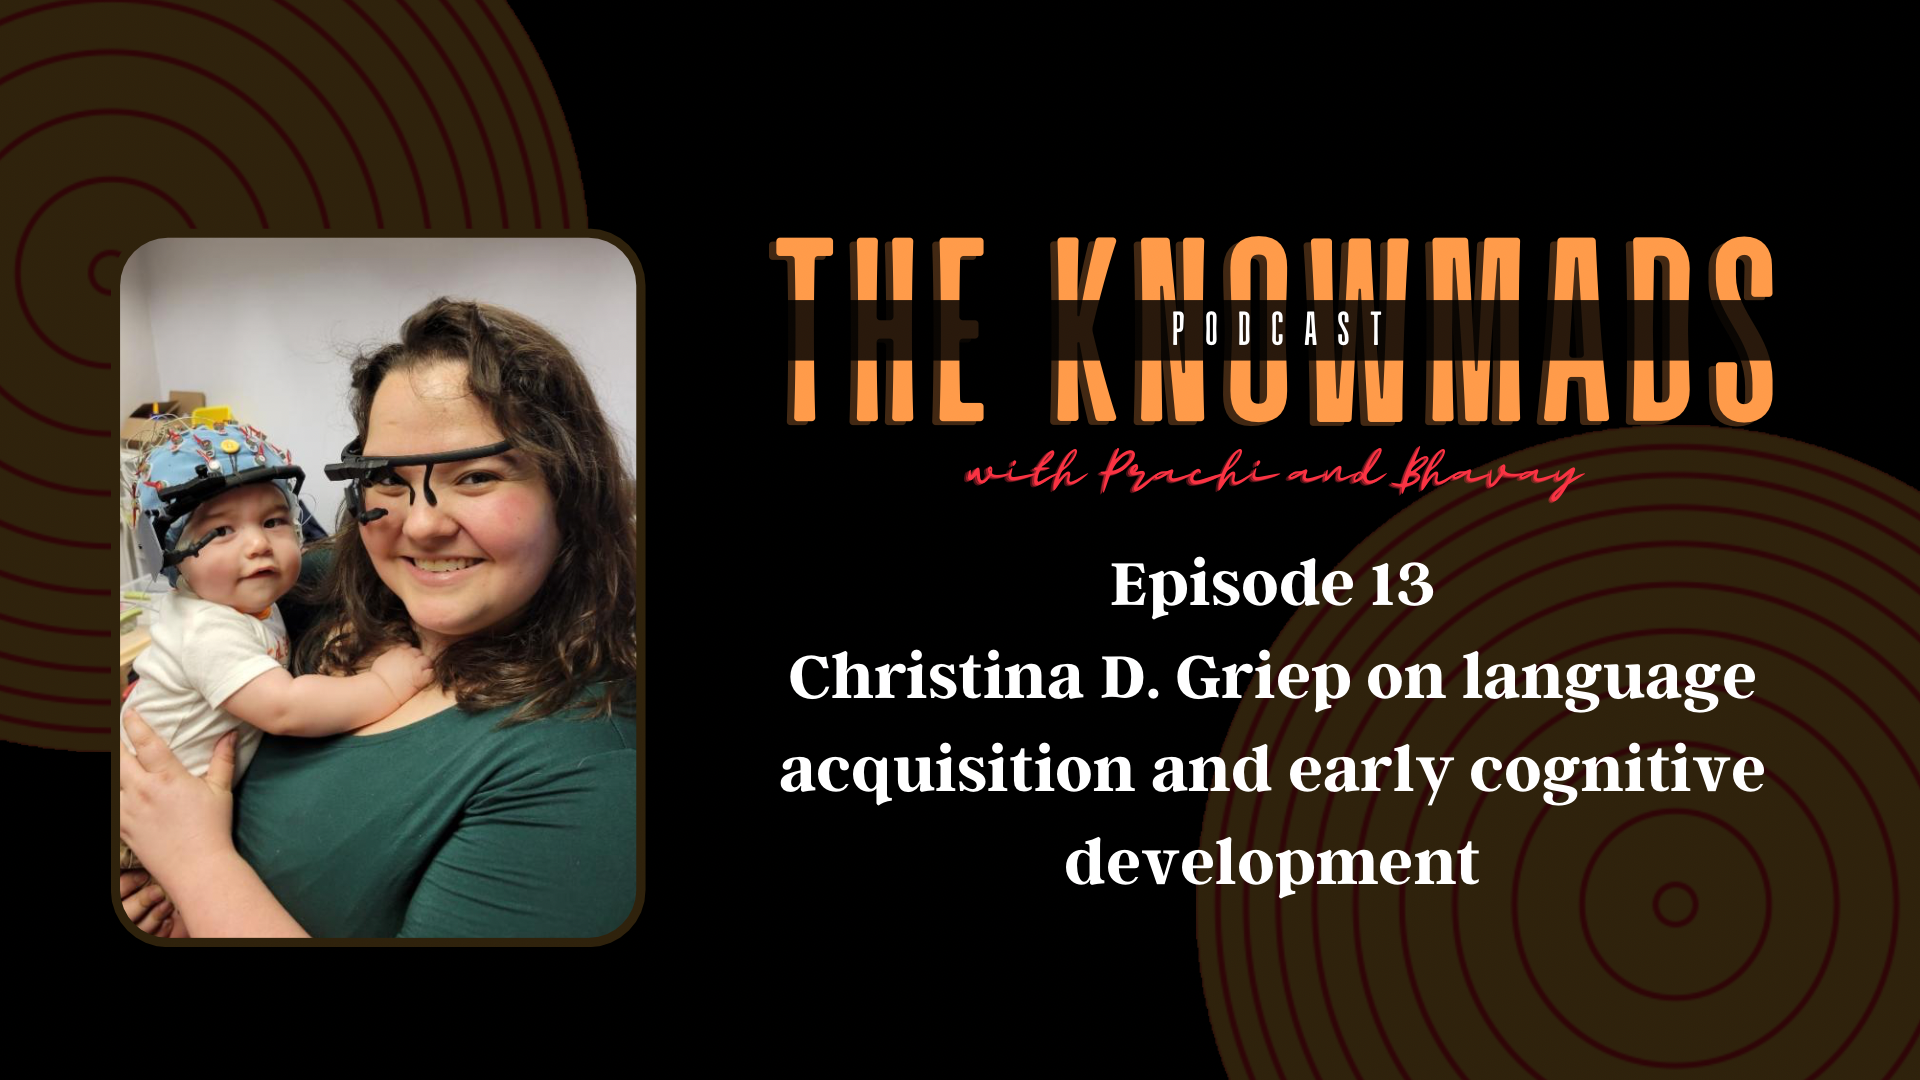 THE KNOWMADS
PODCAST
with Prachi and Bhavay
Episode 13
Christina D. Griep on language
acquisition and early cognitive
development